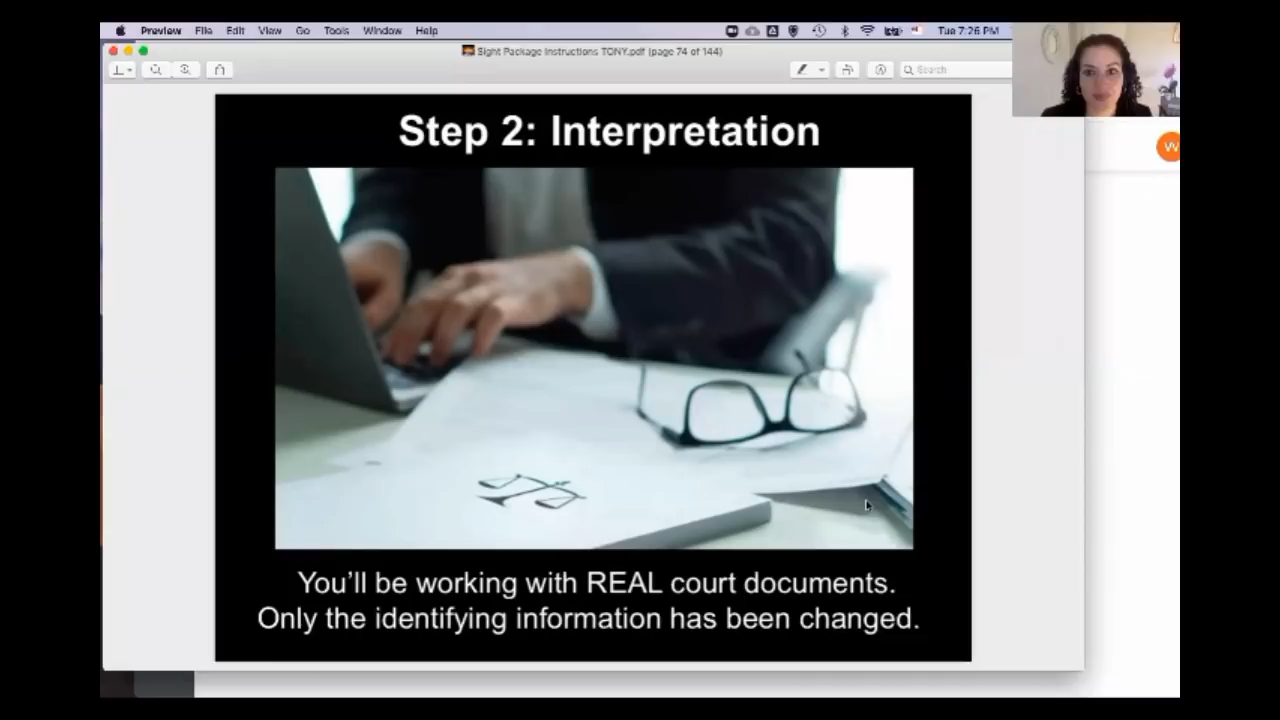 Preview File Edit View Go Tools Window Help
Tue 7:26 PM
Sight Package Instructions TONY.pdf (page 74 of 144)
Search
Step 2: Interpretation
You'll be working with REAL court documents.
Only the identifying information has been changed.